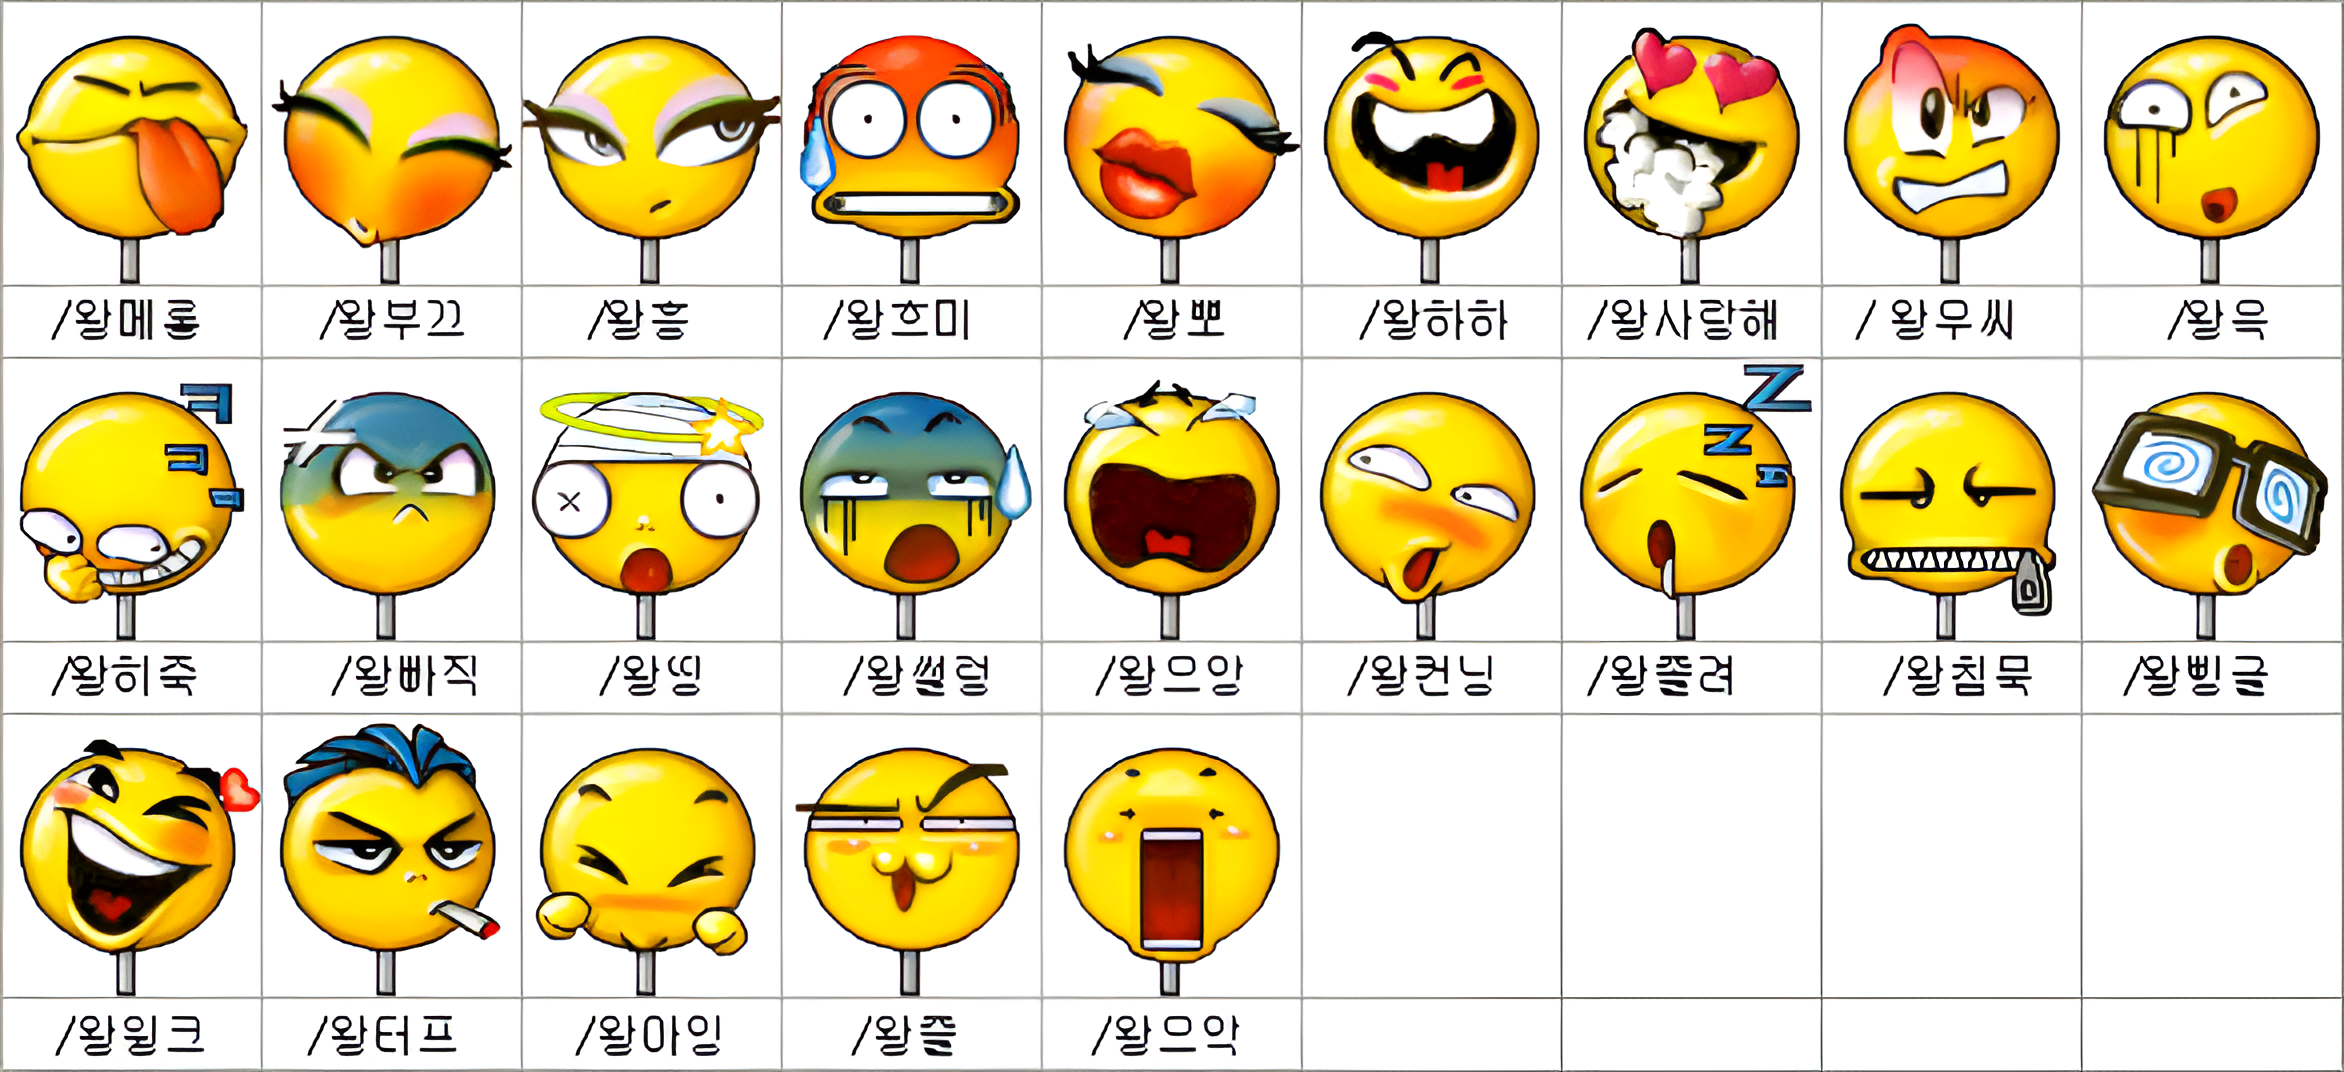 /왕메롱
/왕부끄
/왕흥
/왕흐미
/왕뽀
/왕하하
/왕사랑해
/ 왕우씨
/왕윽
ㅋ
ㅋ
ㅋ
Z
Z
Z
/왕히죽
/왕빠직
/왕띵
/왕썰렁
/왕으앙
/왕컨닝
/왕졸려
/왕침묵
/왕삥글
/왕윙크
/왕터프
/왕아잉
/왕쫄
/왕으악